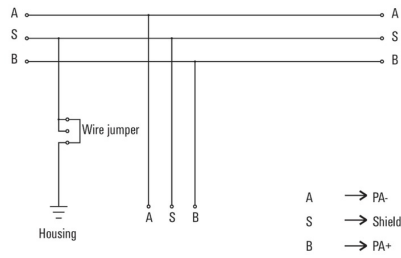 A A
S S
B B
Wire jumper
A S B
Housing
A → PA-
S → Shield
B → PA+